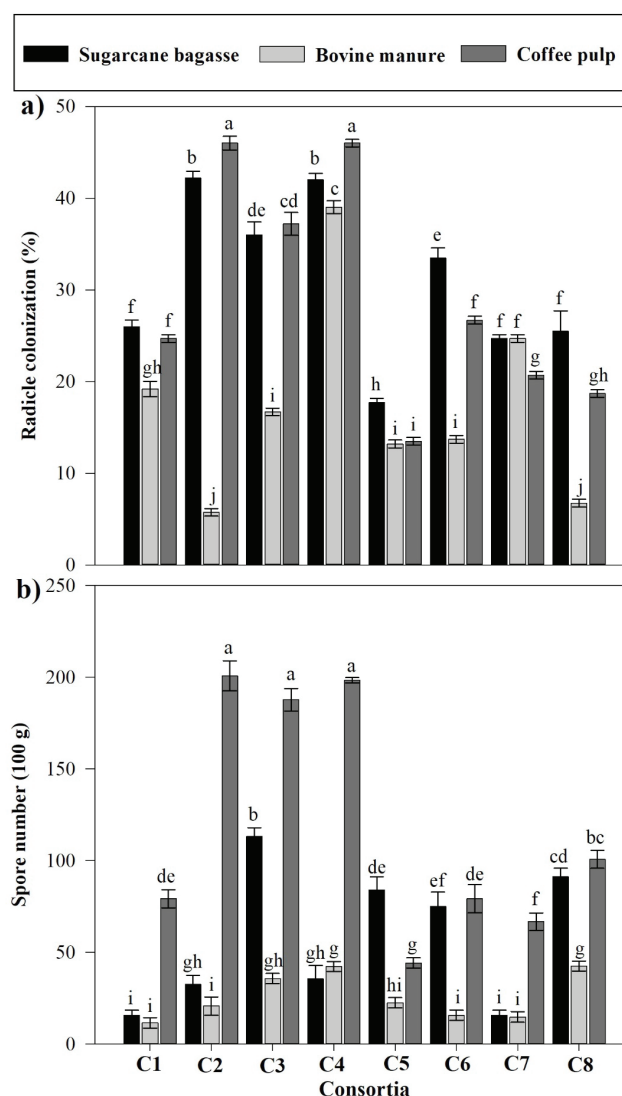 Sugarcane bagasse Bovine manure Coffee pulp
a)
50
40
30
20
10
0
Radicle colonization (%)
f gh f
b j a
de i cd
b c a
h i i
e i f
f f g
f j gh
b)
250
200
150
100
50
0
Spore number (100 g)
i i de
gh i a
b gh a
gh g a
de hi g
ef i de
i i f
cd g bc
C1 C2 C3 C4 C5 C6 C7 C8
Consortia